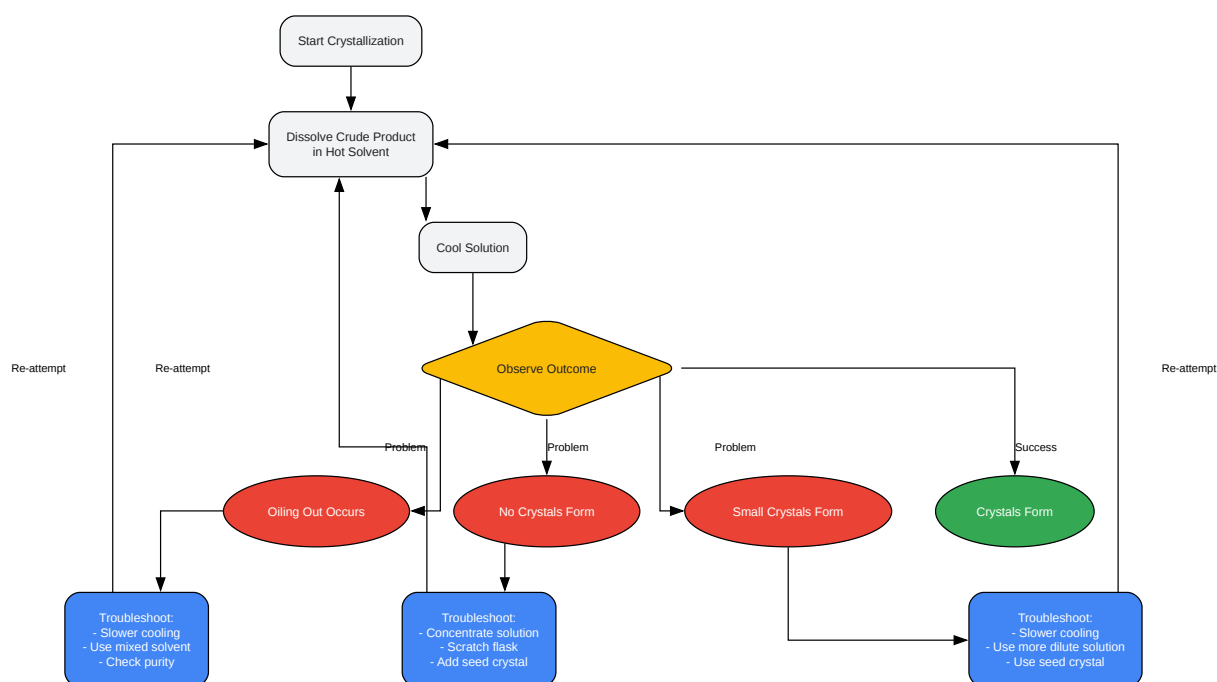 Start Crystallization
Dissolve Crude Product
in Hot Solvent
Cool Solution
Re-attempt
Re-attempt
Observe Outcome
Re-attempt
Problem
Problem
Problem
Success
Oiling Out Occurs
No Crystals Form
Small Crystals Form
Crystals Form
Troubleshoot:
- Slower cooling
- Use mixed solvent
- Check purity
Troubleshoot:
- Concentrate solution
- Scratch flask
- Add seed crystal
Troubleshoot:
- Slower cooling
- Use more dilute solution
- Use seed crystal